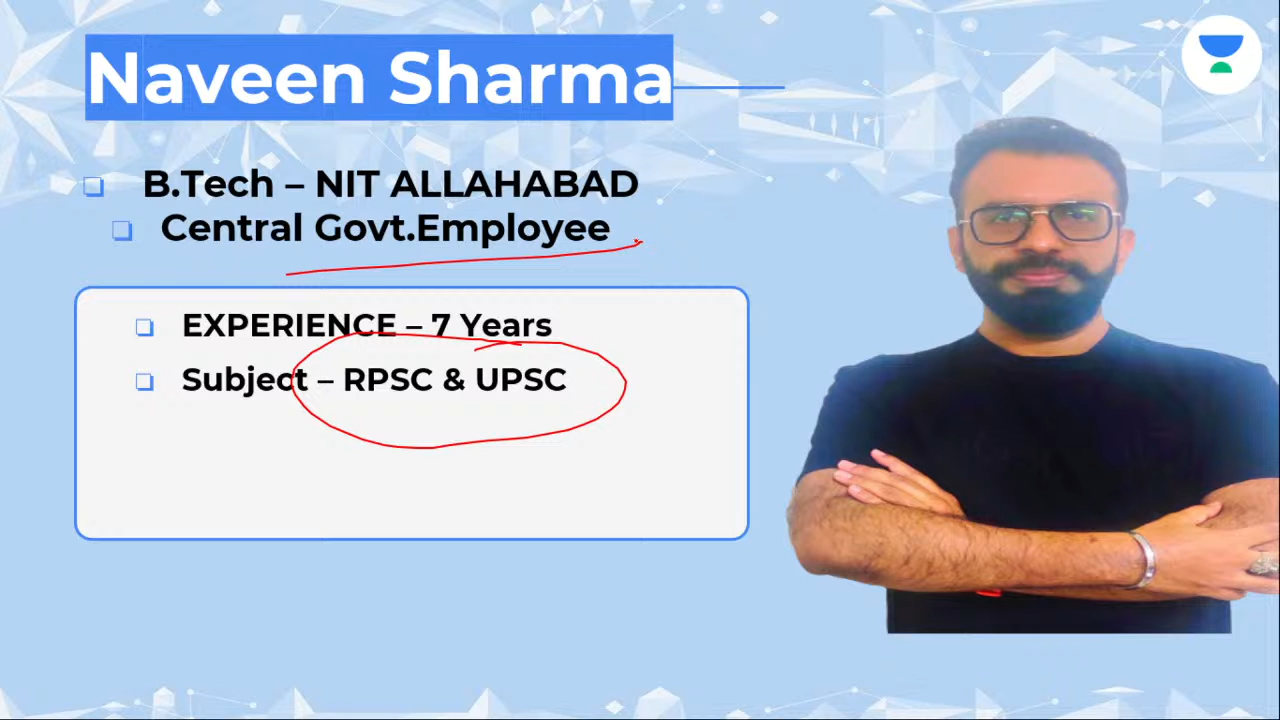 Naveen Sharma
B.Tech – NIT ALLAHABAD
Central Govt.Employee
EXPERIENCE – 7 Years
Subject – RPSC & UPSC